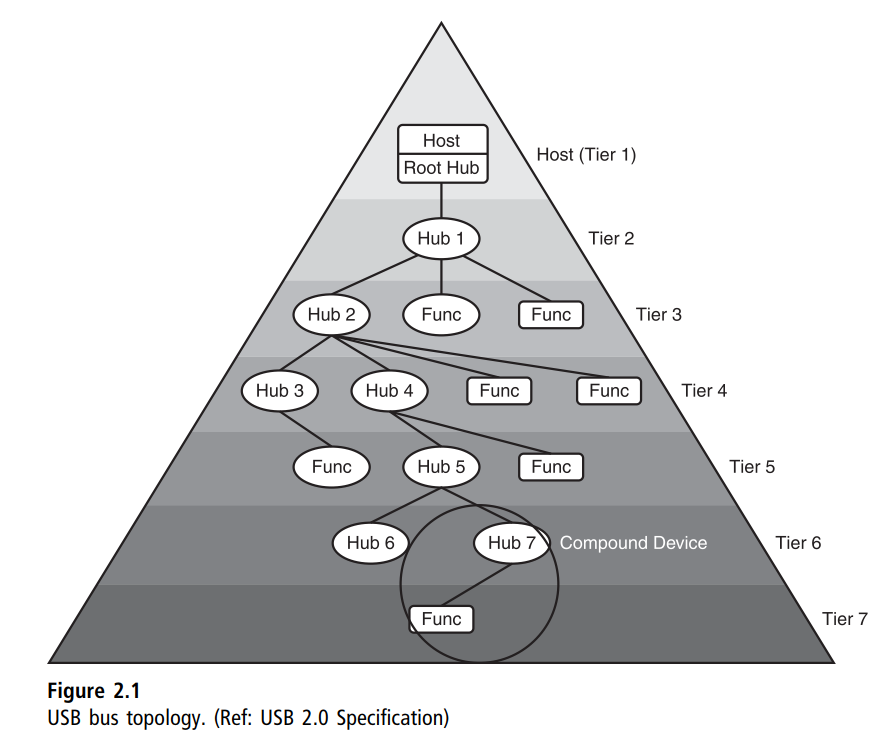 Host
Root Hub
Host (Tier 1)
Hub 1
Tier 2
Hub 2
Func
Func
Tier 3
Hub 3
Hub 4
Func
Func
Tier 4
Func
Hub 5
Func
Tier 5
Hub 6
Hub 7
Compound Device
Tier 6
Func
Tier 7
Figure 2.1
USB bus topology. (Ref: USB 2.0 Specification)